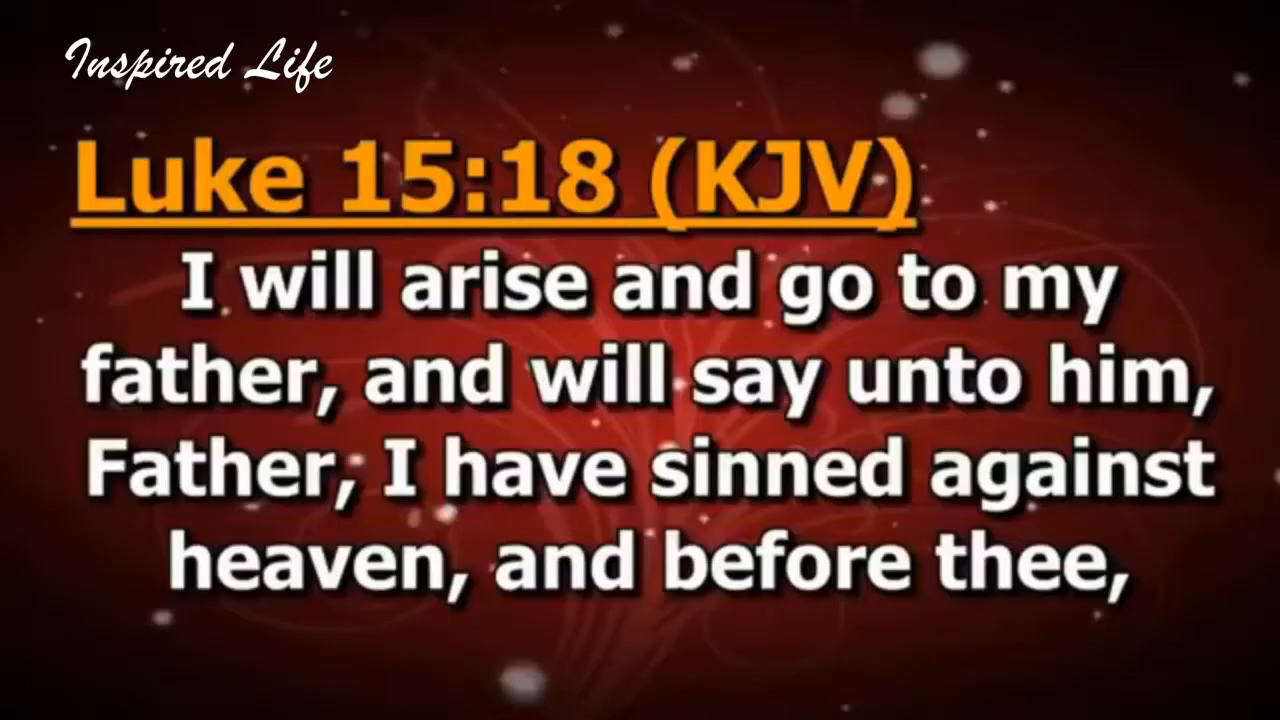 Inspired Life
Luke 15:18 (KJV)
I will arise and go to my
father, and will say unto him,
Father, I have sinned against
heaven, and before thee,